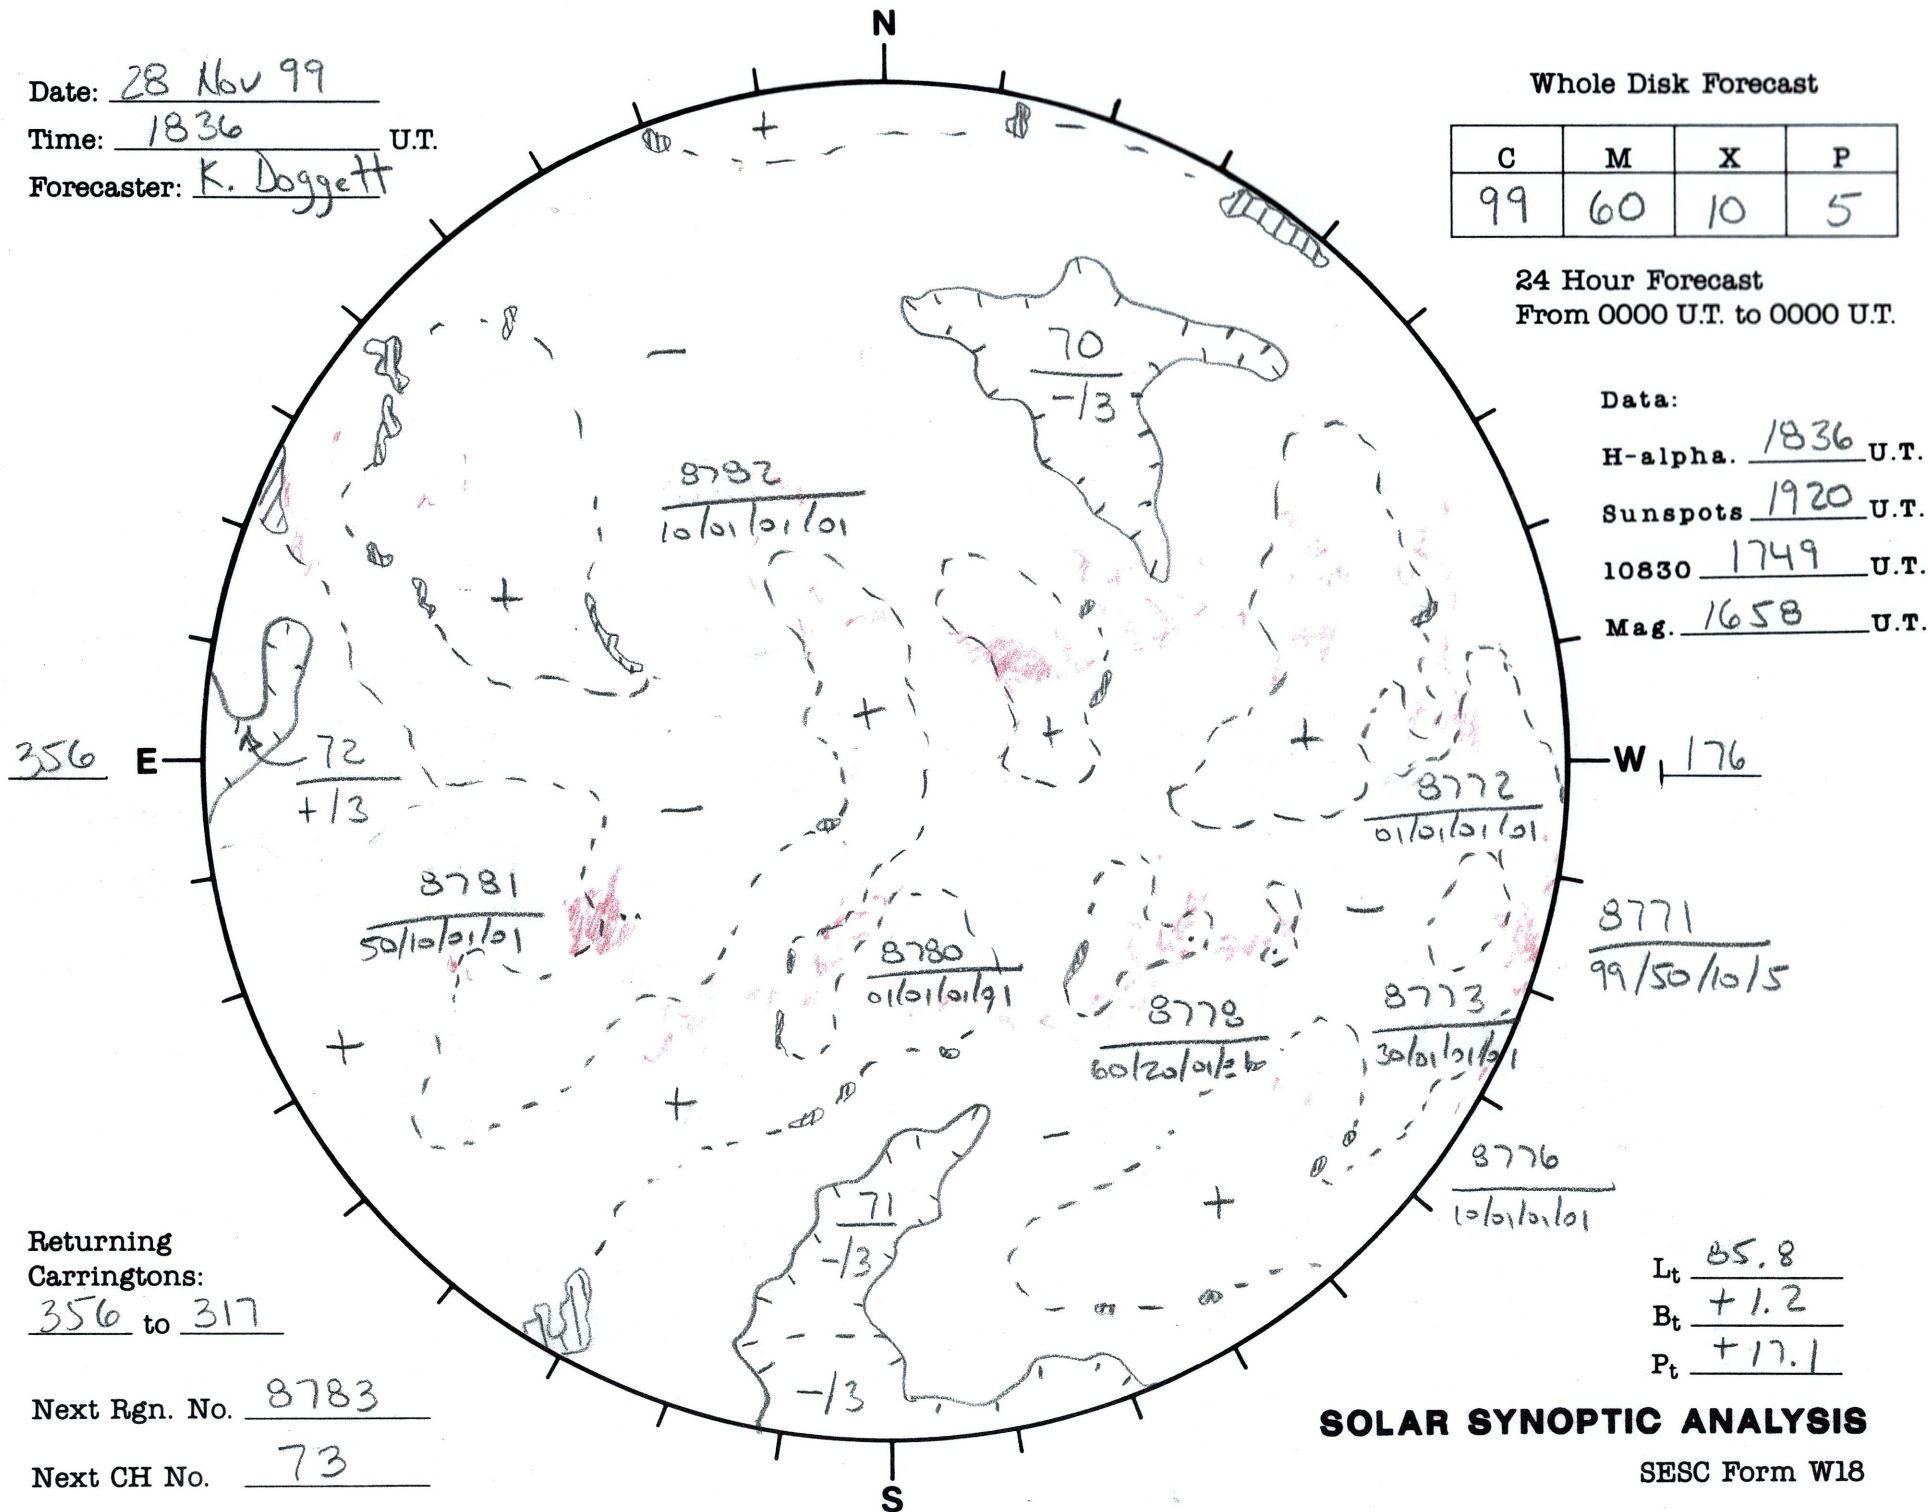 N
Date: 28 Nov 99
Time: 1836 U.T.
Forecaster: K. Doggett
Whole Disk Forecast
C M X P
99 60 10 5
24 Hour Forecast
From 0000 U.T. to 0000 U.T.
Data:
H-alpha. 1836 U.T.
Sunspots 1920 U.T.
10830 1749 U.T.
Mag. 1658 U.T.
70
-/3
8782
10/01/01/01
356 E
W 176
72
+/3
8772
01/01/01/01
8781
50/10/01/01
8780
01/01/01/01
8771
99/50/10/5
8778
60/20/01/
8773
30/01/01/01
8776
10/01/01/01
71
-/3
-/3
Returning
Carringtons:
356 to 317
Next Rgn. No. 8783
Next CH No. 73
Lt 85.8
Bt +1.2
Pt +17.1
SOLAR SYNOPTIC ANALYSIS
SESC Form W18
S